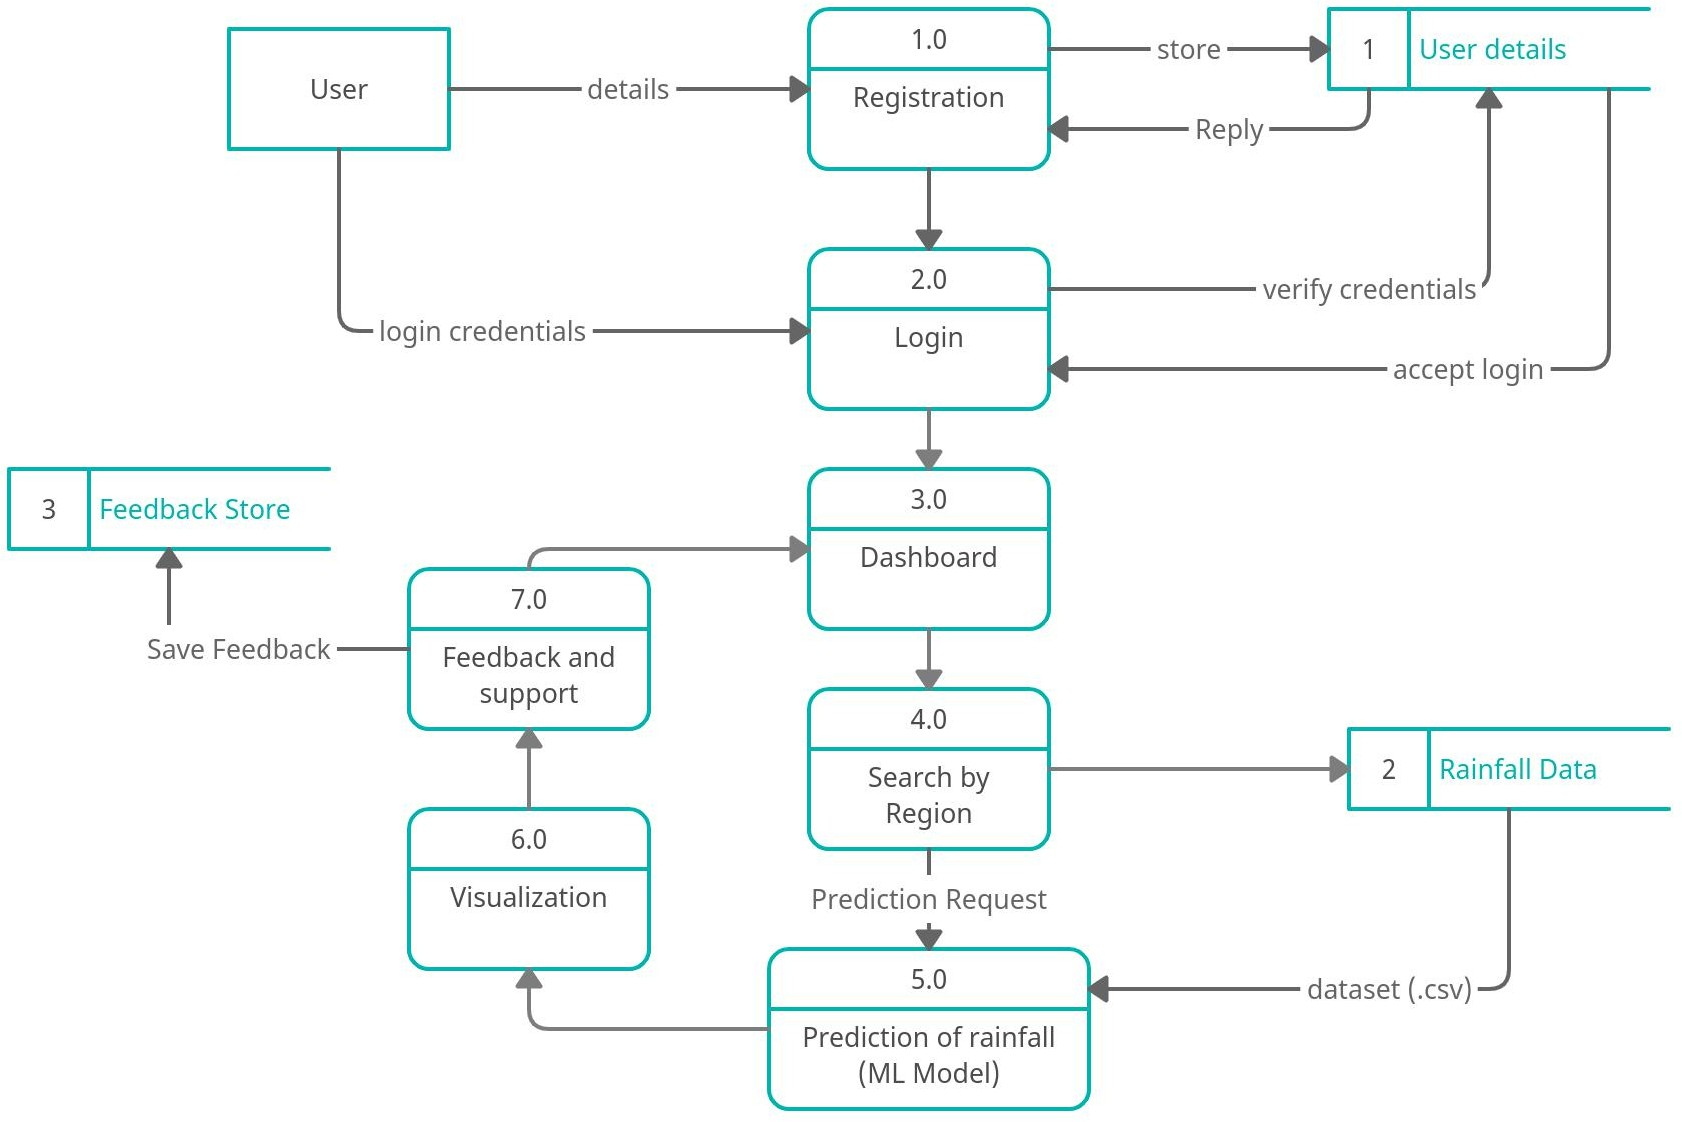 User
details
1.0
Registration
store
1
User details
Reply
2.0
Login
login credentials
verify credentials
accept login
3
Feedback Store
3.0
Dashboard
7.0
Feedback and
support
Save Feedback
4.0
Search by
Region
2
Rainfall Data
6.0
Visualization
Prediction Request
5.0
Prediction of rainfall
(ML Model)
dataset (.csv)